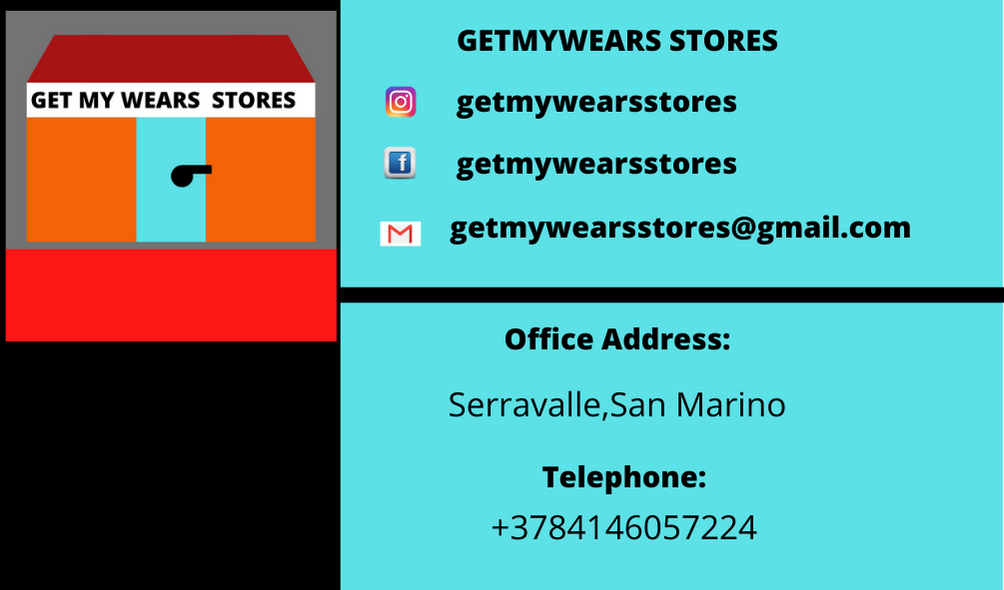 GET MY WEARS STORES
GETMYWEARS STORES
getmywearsstores
getmywearsstores
getmywearsstores@gmail.com
Office Address:
Serravalle,San Marino
Telephone:
+3784146057224